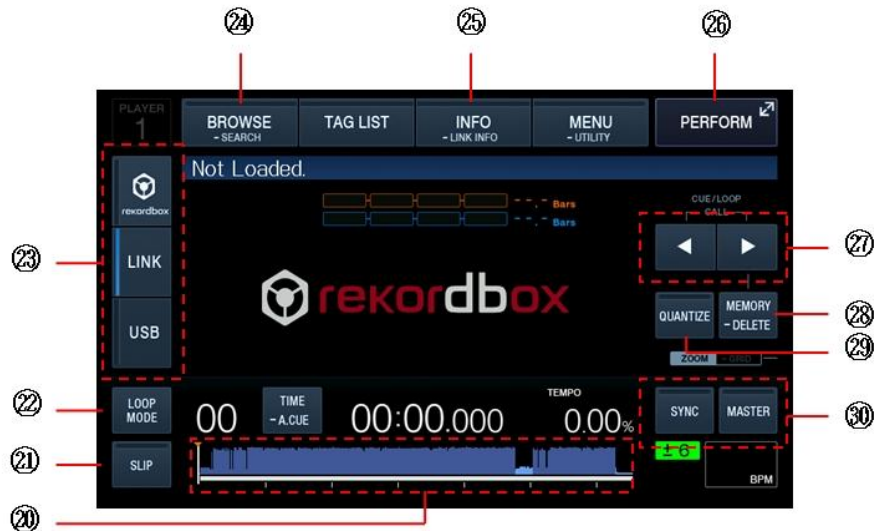 ㉔ ㉕ ㉖
PLAYER
1
BROWSE
- SEARCH
TAG LIST
INFO
- LINK INFO
MENU
- UTILITY
PERFORM
Not Loaded.
rekordbox
--.- Bars
--.- Bars
CUE/LOOP
CALL
㉗
㉓
LINK
rekordbox
QUANTIZE
MEMORY
- DELETE
㉘
USB
㉙
ZOOM - GRID
㉒
LOOP
MODE
00
TIME
- A.CUE
00:00.000
TEMPO
0.00%
SYNC
MASTER
㉚
㉑
SLIP
±6
BPM
⑳